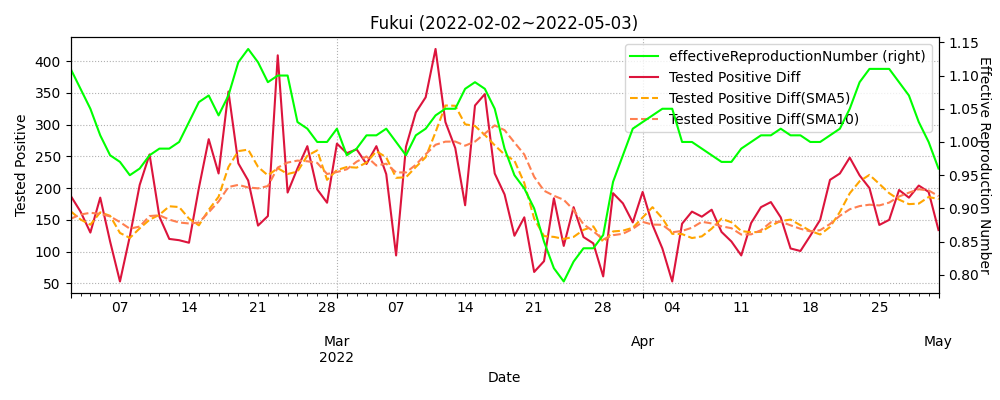 Fukui (2022-02-02~2022-05-03)
effectiveReproductionNumber (right)
Tested Positive Diff
Tested Positive Diff(SMA5)
Tested Positive Diff(SMA10)
Tested Positive
400
350
300
250
200
150
100
50
1.15
1.10
1.05
1.00
0.95
0.90
0.85
0.80
Effective Reproduction Number
07 14 21 28 07 14 21 28 04 11 18 25
Mar Apr May
2022
Date